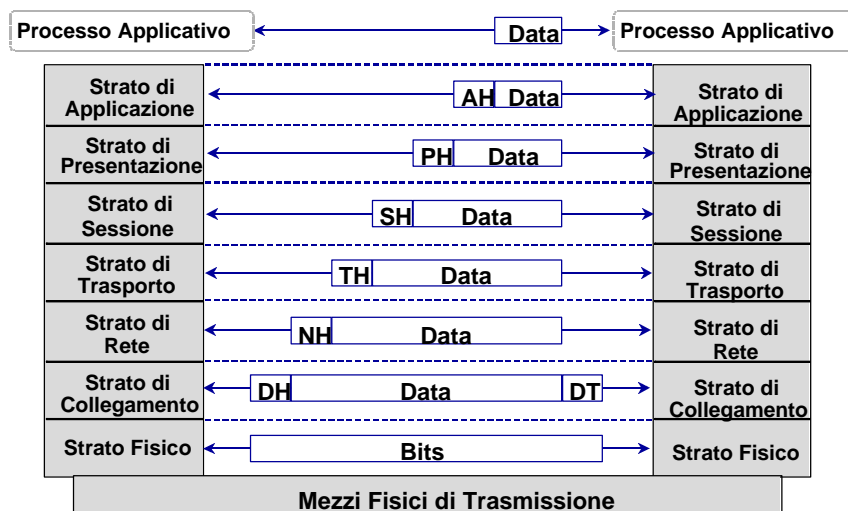 Processo Applicativo Data Processo Applicativo
Strato di
Applicazione
AH Data
Strato di
Applicazione
Strato di
Presentazione
PH Data
Strato di
Presentazione
Strato di
Sessione
SH Data
Strato di
Sessione
Strato di
Trasporto
TH Data
Strato di
Trasporto
Strato di
Rete
NH Data
Strato di
Rete
Strato di
Collegamento
DH Data DT
Strato di
Collegamento
Strato Fisico Bits Strato Fisico
Mezzi Fisici di Trasmissione